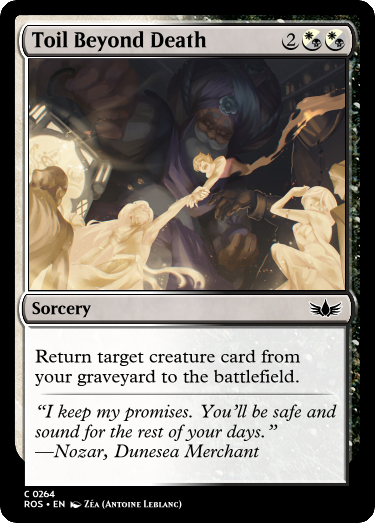 Toil Beyond Death 2
Sorcery
Return target creature card from
your graveyard to the battlefield.
“I keep my promises. You’ll be safe and
sound for the rest of your days.”
—Nozar, Dunesea Merchant
C 0264
ROS • EN Zéa (Antoine Leblanc)